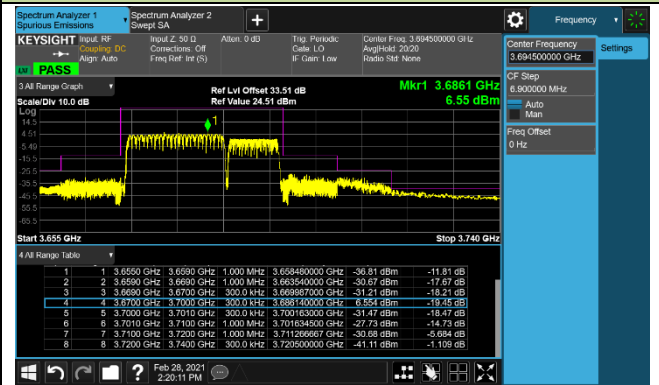 Spectrum Analyzer 1
Spurious Emissions
Spectrum Analyzer 2
Swept SA
+
Frequency
KEYSIGHT Input: RF
Coupling: DC
Align: Auto
Input Z: 50 Ω
Corrections: Off
Freq Ref: Int (S)
Atten: 0 dB
Trig: Periodic
Gate: LO
IF Gain: Low
Center Freq: 3.694500000 GHz
Avg|Hold: 20/20
Radio Std: None
PASS
Center Frequency
3.694500000 GHz
Settings
CF Step
6.900000 MHz
Auto
Man
Freq Offset
0 Hz
3 All Range Graph
Scale/Div 10.0 dB
Ref Lvl Offset 33.51 dB
Ref Value 24.51 dBm
Mkr1 3.6861 GHz
6.55 dBm
Log
14.5
4.51
-5.49
-15.5
-25.5
-35.5
-45.5
-55.5
-65.5
1
Start 3.655 GHz
Stop 3.740 GHz
4 All Range Table
1 1 3.6550 GHz 3.6590 GHz 1.000 MHz 3.658480000 GHz -36.81 dBm -11.81 dB
2 2 3.6590 GHz 3.6690 GHz 1.000 MHz 3.663540000 GHz -30.67 dBm -17.67 dB
3 3 3.6690 GHz 3.6700 GHz 300.0 kHz 3.669987000 GHz -31.21 dBm -18.21 dB
4 4 3.6700 GHz 3.7000 GHz 300.0 kHz 3.686140000 GHz 6.554 dBm -19.45 dB
5 5 3.7000 GHz 3.7010 GHz 300.0 kHz 3.700163000 GHz -31.47 dBm -18.47 dB
6 6 3.7010 GHz 3.7100 GHz 1.000 MHz 3.701634500 GHz -27.73 dBm -14.73 dB
7 7 3.7100 GHz 3.7200 GHz 1.000 MHz 3.711266667 GHz -30.68 dBm -5.684 dB
8 8 3.7200 GHz 3.7400 GHz 300.0 kHz 3.720500000 GHz -41.11 dBm -1.109 dB
?
Feb 28, 2021
2:20:11 PM